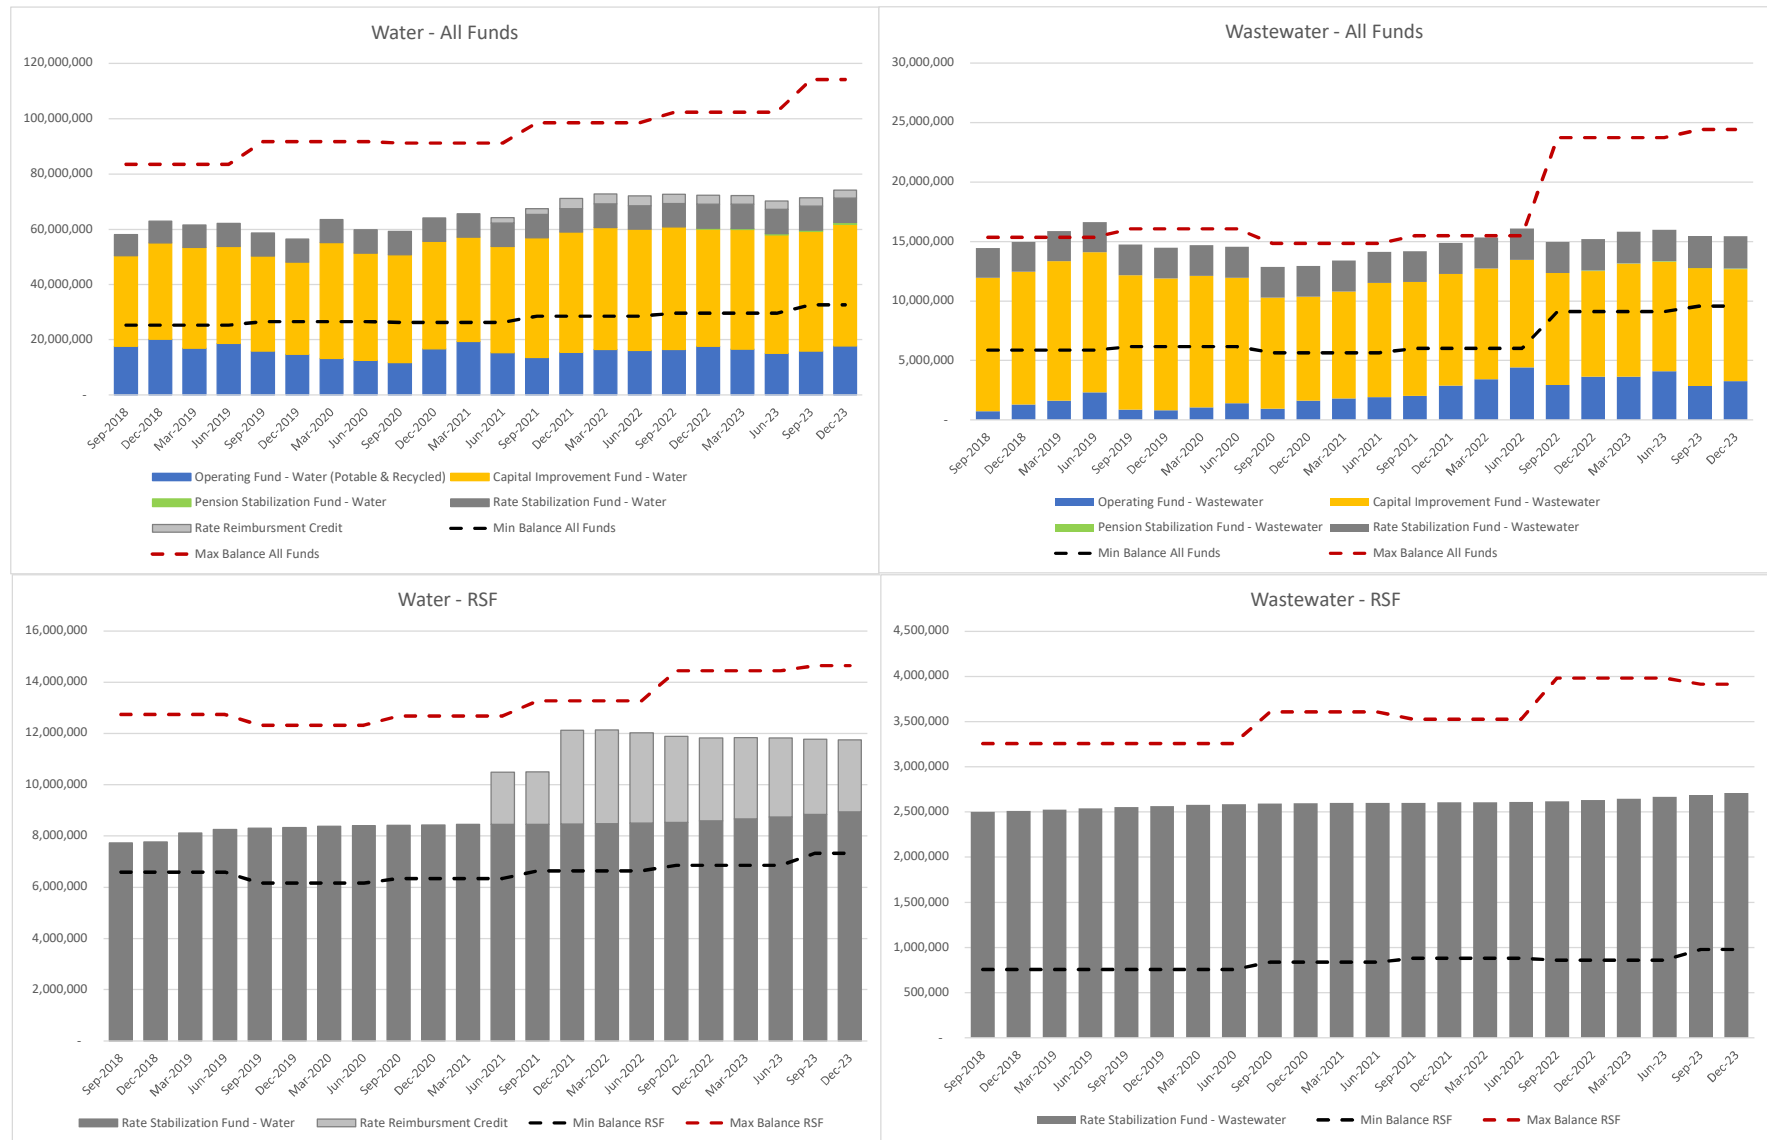 Water - All Funds
120,000,000
100,000,000
80,000,000
60,000,000
40,000,000
20,000,000
-
Sep-2018 Dec-2018 Mar-2019 Jun-2019 Sep-2019 Dec-2019 Mar-2020 Jun-2020 Sep-2020 Dec-2020 Mar-2021 Jun-2021 Sep-2021 Dec-2021 Mar-2022 Jun-2022 Sep-2022 Dec-2022 Mar-2023 Jun-23 Sep-23 Dec-23
Operating Fund - Water (Potable & Recycled) Capital Improvement Fund - Water
Pension Stabilization Fund - Water Rate Stabilization Fund - Water
Rate Reimbursment Credit Min Balance All Funds
Max Balance All Funds
Wastewater - All Funds
30,000,000
25,000,000
20,000,000
15,000,000
10,000,000
5,000,000
-
Sep-2018 Dec-2018 Mar-2019 Jun-2019 Sep-2019 Dec-2019 Mar-2020 Jun-2020 Sep-2020 Dec-2020 Mar-2021 Jun-2021 Sep-2021 Dec-2021 Mar-2022 Jun-2022 Sep-2022 Dec-2022 Mar-2023 Jun-23 Sep-23 Dec-23
Operating Fund - Wastewater Capital Improvement Fund - Wastewater
Pension Stabilization Fund - Wastewater Rate Stabilization Fund - Wastewater
Min Balance All Funds Max Balance All Funds
Water - RSF
16,000,000
14,000,000
12,000,000
10,000,000
8,000,000
6,000,000
4,000,000
2,000,000
-
Sep-2018 Dec-2018 Mar-2019 Jun-2019 Sep-2019 Dec-2019 Mar-2020 Jun-2020 Sep-2020 Dec-2020 Mar-2021 Jun-2021 Sep-2021 Dec-2021 Mar-2022 Jun-2022 Sep-2022 Dec-2022 Mar-2023 Jun-23 Sep-23 Dec-23
Rate Stabilization Fund - Water Rate Reimbursment Credit Min Balance RSF Max Balance RSF
Wastewater - RSF
4,500,000
4,000,000
3,500,000
3,000,000
2,500,000
2,000,000
1,500,000
1,000,000
500,000
-
Sep-2018 Dec-2018 Mar-2019 Jun-2019 Sep-2019 Dec-2019 Mar-2020 Jun-2020 Sep-2020 Dec-2020 Mar-2021 Jun-2021 Sep-2021 Dec-2021 Mar-2022 Jun-2022 Sep-2022 Dec-2022 Mar-2023 Jun-23 Sep-23 Dec-23
Rate Stabilization Fund - Wastewater Min Balance RSF Max Balance RSF